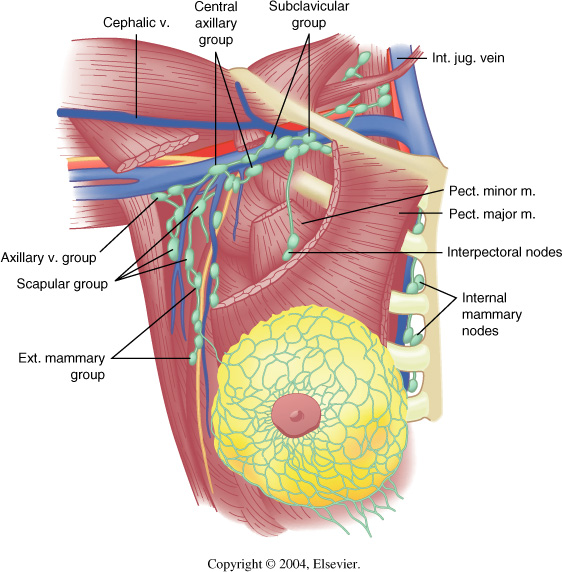 Cephalic v.
Central
axillary
group
Subclavicular
group
Int. jug. vein
Pect. minor m.
Pect. major m.
Interpectoral nodes
Internal
mammary
nodes
Axillary v. group
Scapular group
Ext. mammary
group
Copyright © 2004, Elsevier.